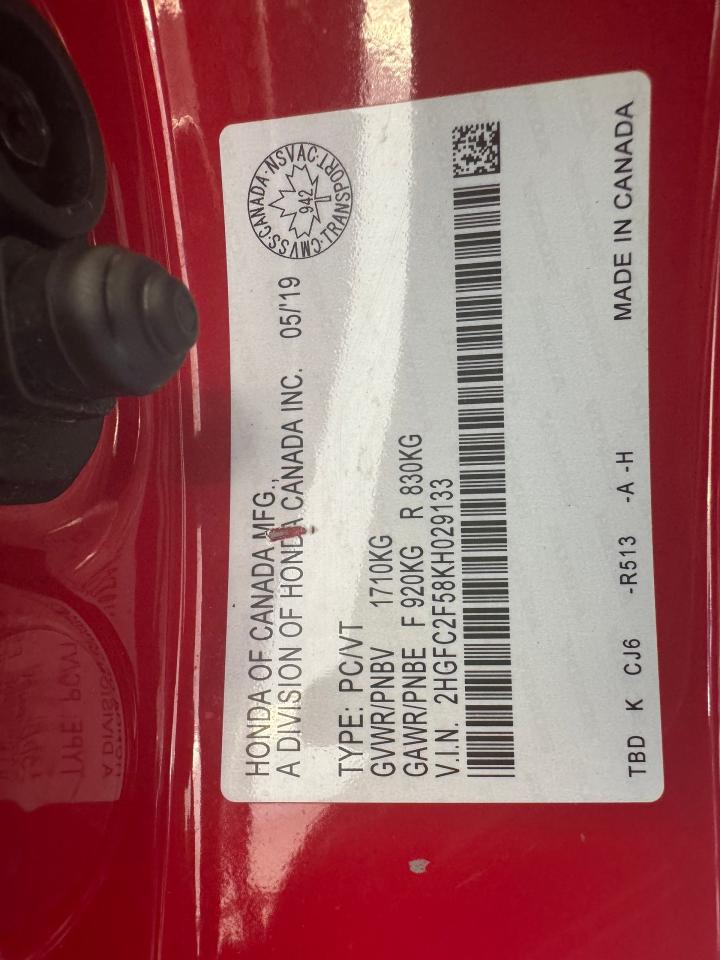 HONDA OF CANADA MFG.,
A DIVISION OF HONDA CANADA INC. 05/'19
CMVSS·CANADA·NSVAC·TRANSPORT·
942
TYPE: PC/VT
GVWR/PNBV 1710KG
GAWR/PNBE F 920KG R 830KG
V.I.N. 2HGFC2F58KH029133
TBD K CJ6 -R513 -A -H MADE IN CANADA